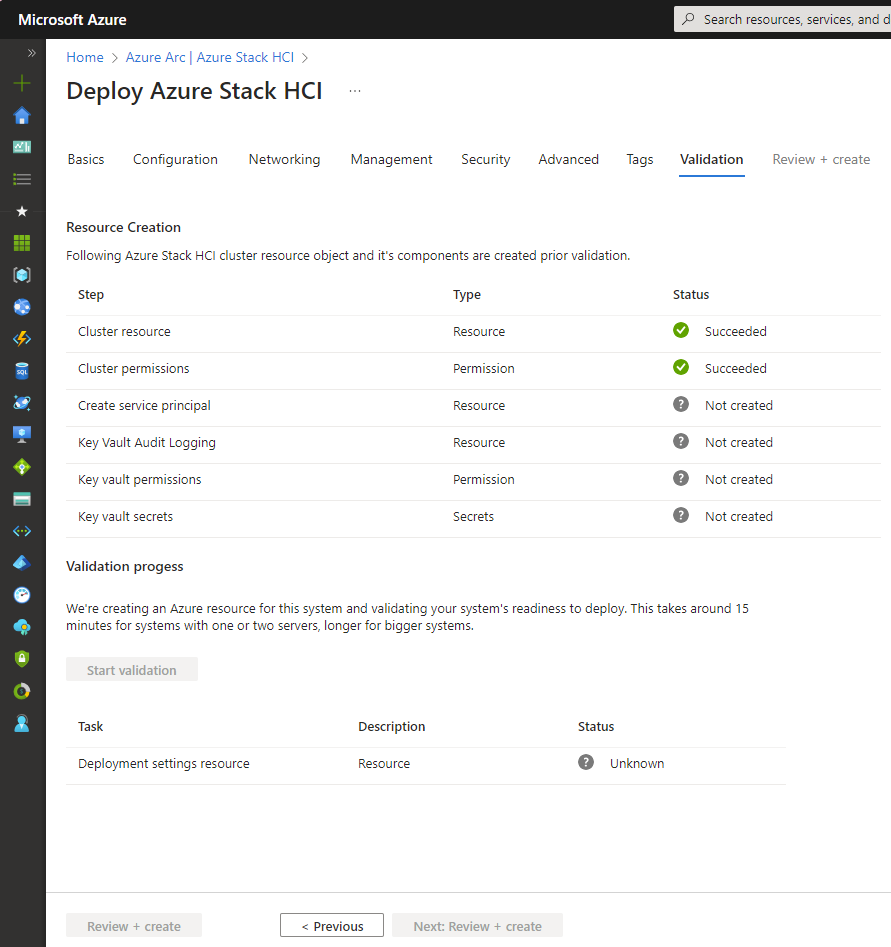 Microsoft Azure
Search resources, services, and d
Home > Azure Arc | Azure Stack HCI >
Deploy Azure Stack HCI ...
Basics Configuration Networking Management Security Advanced Tags Validation Review + create
Resource Creation
Following Azure Stack HCI cluster resource object and it's components are created prior validation.
Step Type Status
Cluster resource Resource Succeeded
Cluster permissions Permission Succeeded
Create service principal Resource ? Not created
Key Vault Audit Logging Resource ? Not created
Key vault permissions Permission ? Not created
Key vault secrets Secrets ? Not created
Validation progess
We're creating an Azure resource for this system and validating your system's readiness to deploy. This takes around 15
minutes for systems with one or two servers, longer for bigger systems.
Start validation
Task Description Status
Deployment settings resource Resource ? Unknown
Review + create < Previous Next: Review + create